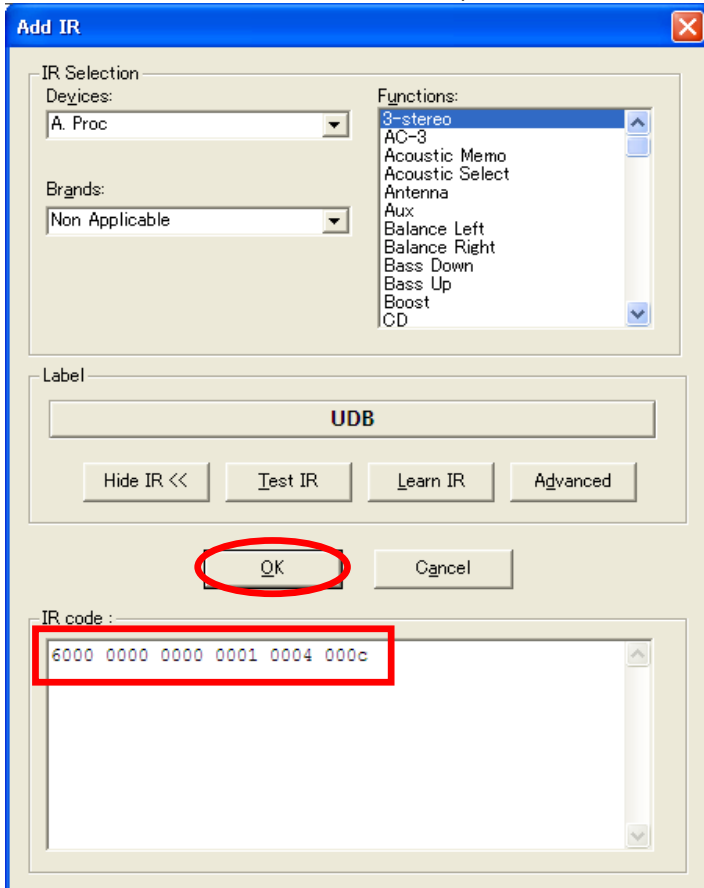 Add IR
IR Selection
Devices:
A. Proc
Brands:
Non Applicable
Functions:
3-stereo
AC-3
Acoustic Memo
Acoustic Select
Antenna
Aux
Balance Left
Balance Right
Bass Down
Bass Up
Boost
CD
Label
UDB
Hide IR << Test IR Learn IR Advanced
OK Cancel
IR code :
6000 0000 0000 0001 0004 000c